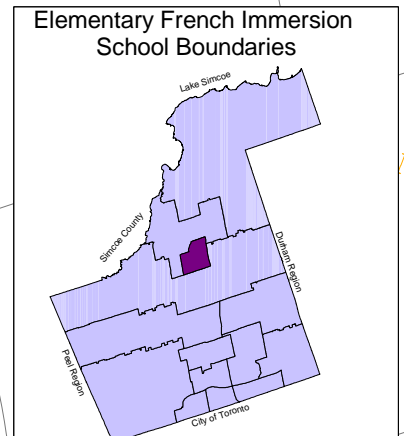 Elementary French Immersion
School Boundaries
Lake Simcoe
Simcoe County
Durham Region
Peel Region
City of Toronto